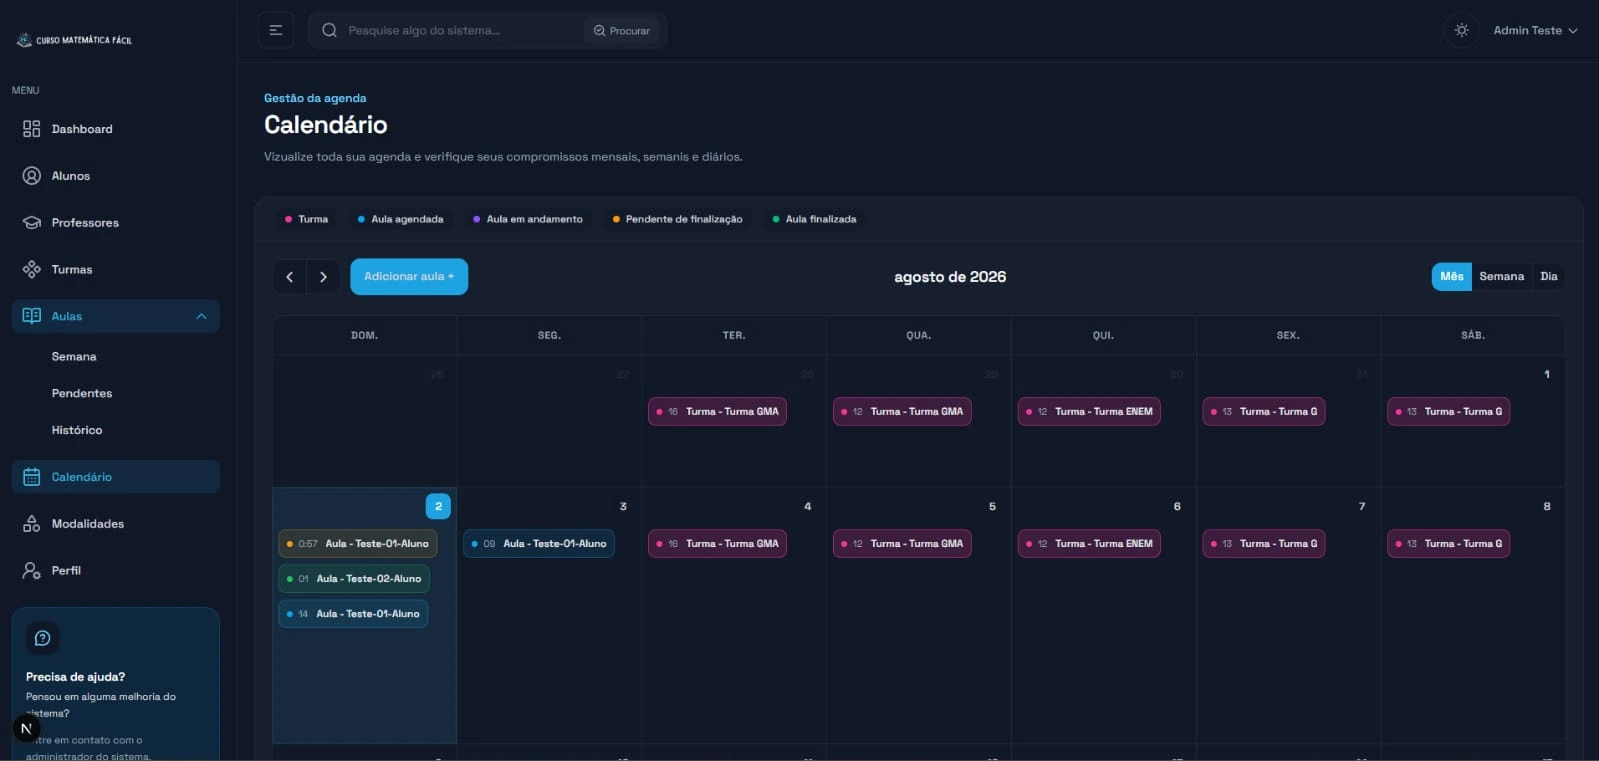 CURSO MATEMÁTICA FÁCIL
Pesquise algo do sistema...
Procurar
Admin Teste
MENU
Dashboard
Alunos
Professores
Turmas
Aulas
Semana
Pendentes
Histórico
Calendário
Modalidades
Perfil
Precisa de ajuda?
Pensou em alguma melhoria do
sistema?
Entre em contato com o
administrador do sistema.
N
Gestão da agenda
Calendário
Vizualize toda sua agenda e verifique seus compromissos mensais, semanis e diários.
Turma
Aula agendada
Aula em andamento
Pendente de finalização
Aula finalizada
Adicionar aula +
agosto de 2026
Mês
Semana
Dia
DOM. SEG. TER. QUA. QUI. SEX. SÁB.
26 27 28 29 30 31 1
16 Turma - Turma GMA
12 Turma - Turma GMA
12 Turma - Turma ENEM
13 Turma - Turma G
13 Turma - Turma G
2 3 4 5 6 7 8
0:57 Aula - Teste-01-Aluno
01 Aula - Teste-02-Aluno
14 Aula - Teste-01-Aluno
09 Aula - Teste-01-Aluno
16 Turma - Turma GMA
12 Turma - Turma GMA
12 Turma - Turma ENEM
13 Turma - Turma G
13 Turma - Turma G